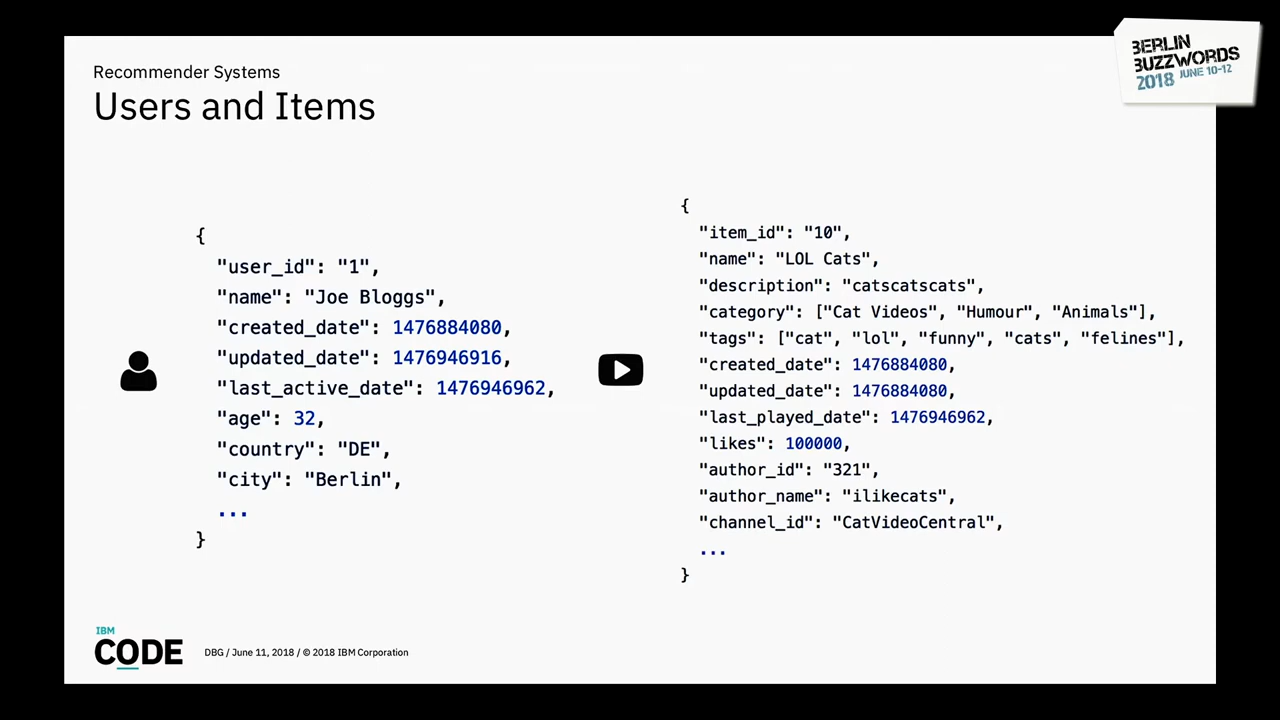 BERLIN
BUZZWORDS
2018 JUNE 10-12
Recommender Systems
Users and Items
{
"user_id": "1",
"name": "Joe Bloggs",
"created_date": 1476884080,
"updated_date": 1476946916,
"last_active_date": 1476946962,
"age": 32,
"country": "DE",
"city": "Berlin",
...
}
{
"item_id": "10",
"name": "LOL Cats",
"description": "catscatscats",
"category": ["Cat Videos", "Humour", "Animals"],
"tags": ["cat", "lol", "funny", "cats", "felines"],
"created_date": 1476884080,
"updated_date": 1476884080,
"last_played_date": 1476946962,
"likes": 100000,
"author_id": "321",
"author_name": "ilikecats",
"channel_id": "CatVideoCentral",
...
}
IBM
CODE
DBG / June 11, 2018 / © 2018 IBM Corporation